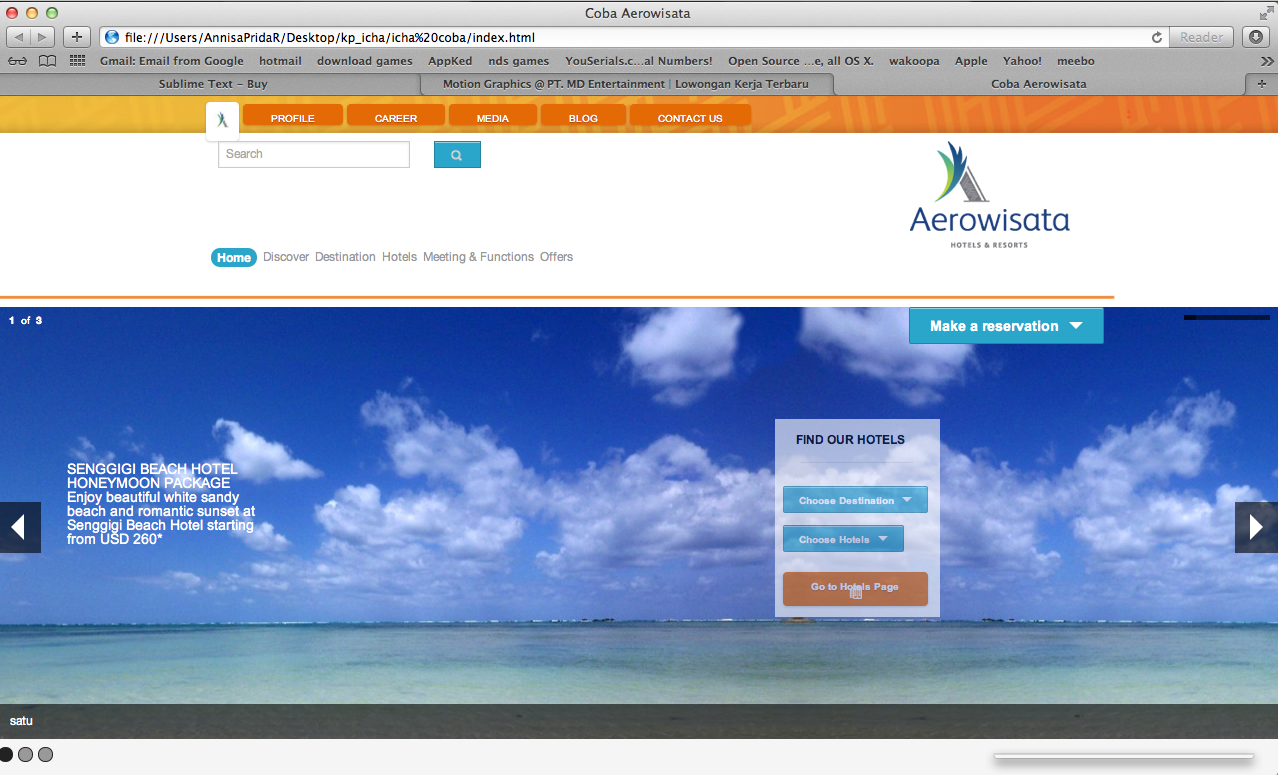 Coba Aerowisata
file:///Users/AnnisaPridaR/Desktop/kp_icha/icha%20coba/index.html
Reader
Gmail: Email from Google hotmail download games AppKed nds games YouSerials.c...al Numbers! Open Source ...e, all OS X. wakoopa Apple Yahoo! meebo
Sublime Text – Buy
Motion Graphics @ PT. MD Entertainment | Lowongan Kerja Terbaru
Coba Aerowisata
PROFILE CAREER MEDIA BLOG CONTACT US
Search
Aerowisata
HOTELS & RESORTS
Home Discover Destination Hotels Meeting & Functions Offers
1 of 3
Make a reservation
FIND OUR HOTELS
SENGGIGI BEACH HOTEL
HONEYMOON PACKAGE
Enjoy beautiful white sandy
beach and romantic sunset at
Senggigi Beach Hotel starting
from USD 260*
Choose Destination
Choose Hotels
Go to Hotels Page
satu